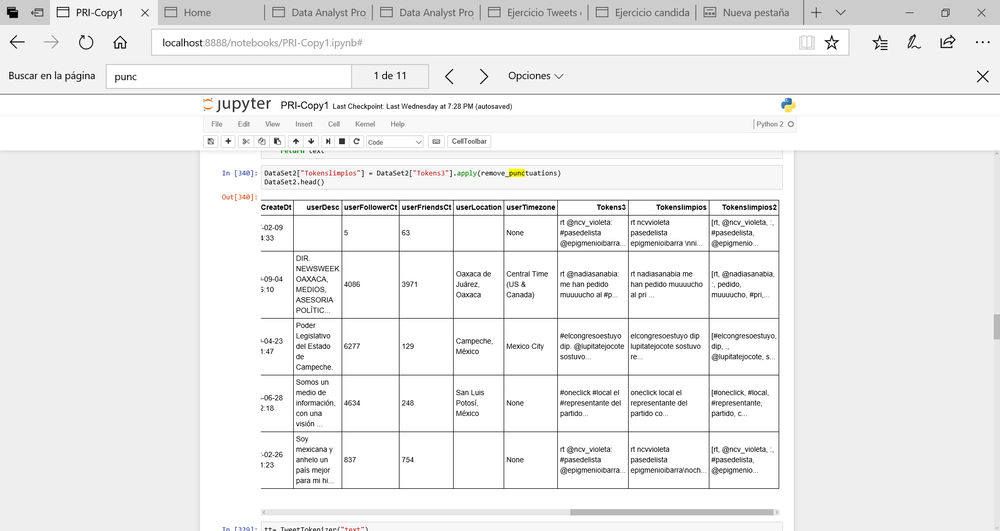 PRI-Copy1
Home
Data Analyst Pro
Data Analyst Pro
Ejercicio Tweets
Ejercicio candida
Nueva pestaña
localhost:8888/notebooks/PRI-Copy1.ipynb#
Buscar en la página
punc
1 de 11
Opciones
jupyter PRI-Copy1 Last Checkpoint: Last Wednesday at 7:28 PM (autosaved)
File Edit View Insert Cell Kernel Help
Python 2
Code
CellToolbar
return text
In [340]:
DataSet2["Tokenslimpios"] = DataSet2["Tokens3"].apply(remove_punctuations)
DataSet2.head()
Out[340]:
CreateDt userDesc userFollowerCt userFriendsCt userLocation userTimezone Tokens3 Tokenslimpios Tokenslimpios2
-02-09
4:33
5
63
None
rt @ncv_violeta:
#pasedelista
@epigmenioibarra...
rt ncvvioleta
pasedelista
epigmenioibarra \nni...
[rt, @ncv_violeta, :,
#pasedelista,
@epigmenio...
-09-04
6:10
DIR.
NEWSWEEK
OAXACA,
MEDIOS,
ASESORIA
POLÍTIC...
4086
3971
Oaxaca de
Juárez,
Oaxaca
Central Time
(US &
Canada)
rt @nadiasanabia:
me han pedido
muuuucho al #p...
rt nadiasanabia me
han pedido muuuucho
al pri ...
[rt, @nadiasanabia,
:, pedido,
muuuucho, #pri,...
-04-23
1:47
Poder
Legislativo
del Estado
de
Campeche.
6277
129
Campeche,
México
Mexico City
#elcongresoestuyo
dip. @lupitatejocote
sostuvo...
elcongresoestuyo dip
lupitatejocote sostuvo
re...
[#elcongresoestuyo,
dip, .,
@lupitatejocote, s...
-06-28
2:18
Somos un
medio de
información,
con una
visión ...
4634
248
San Luis
Potosí,
México
None
#oneclick #local el
#representante del
partido...
oneclick local el
representante del
partido co...
[#oneclick, #local,
#representante,
partido, c...
-02-26
1:23
Soy
mexicana y
anhelo un
país mejor
para mi hi...
837
754
None
rt @ncv_violeta:
#pasedelista
@epigmenioibarra...
rt ncvvioleta
pasedelista
epigmenioibarra\noch...
[rt, @ncv_violeta, :,
#pasedelista,
@epigmenio...
In [329]:
tt= TweetTokenizer("text")